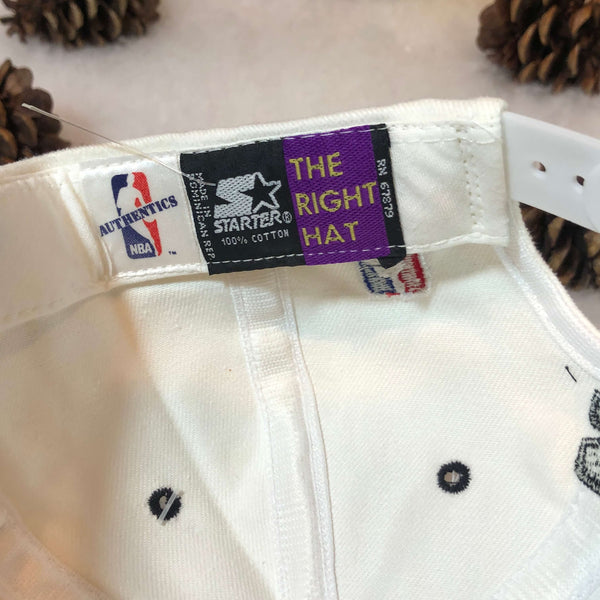 AUTHENTICS
NBA
MADE IN
DOMINICAN REP.
STARTER®
100% COTTON
THE
RIGHT
HAT
RN 67879